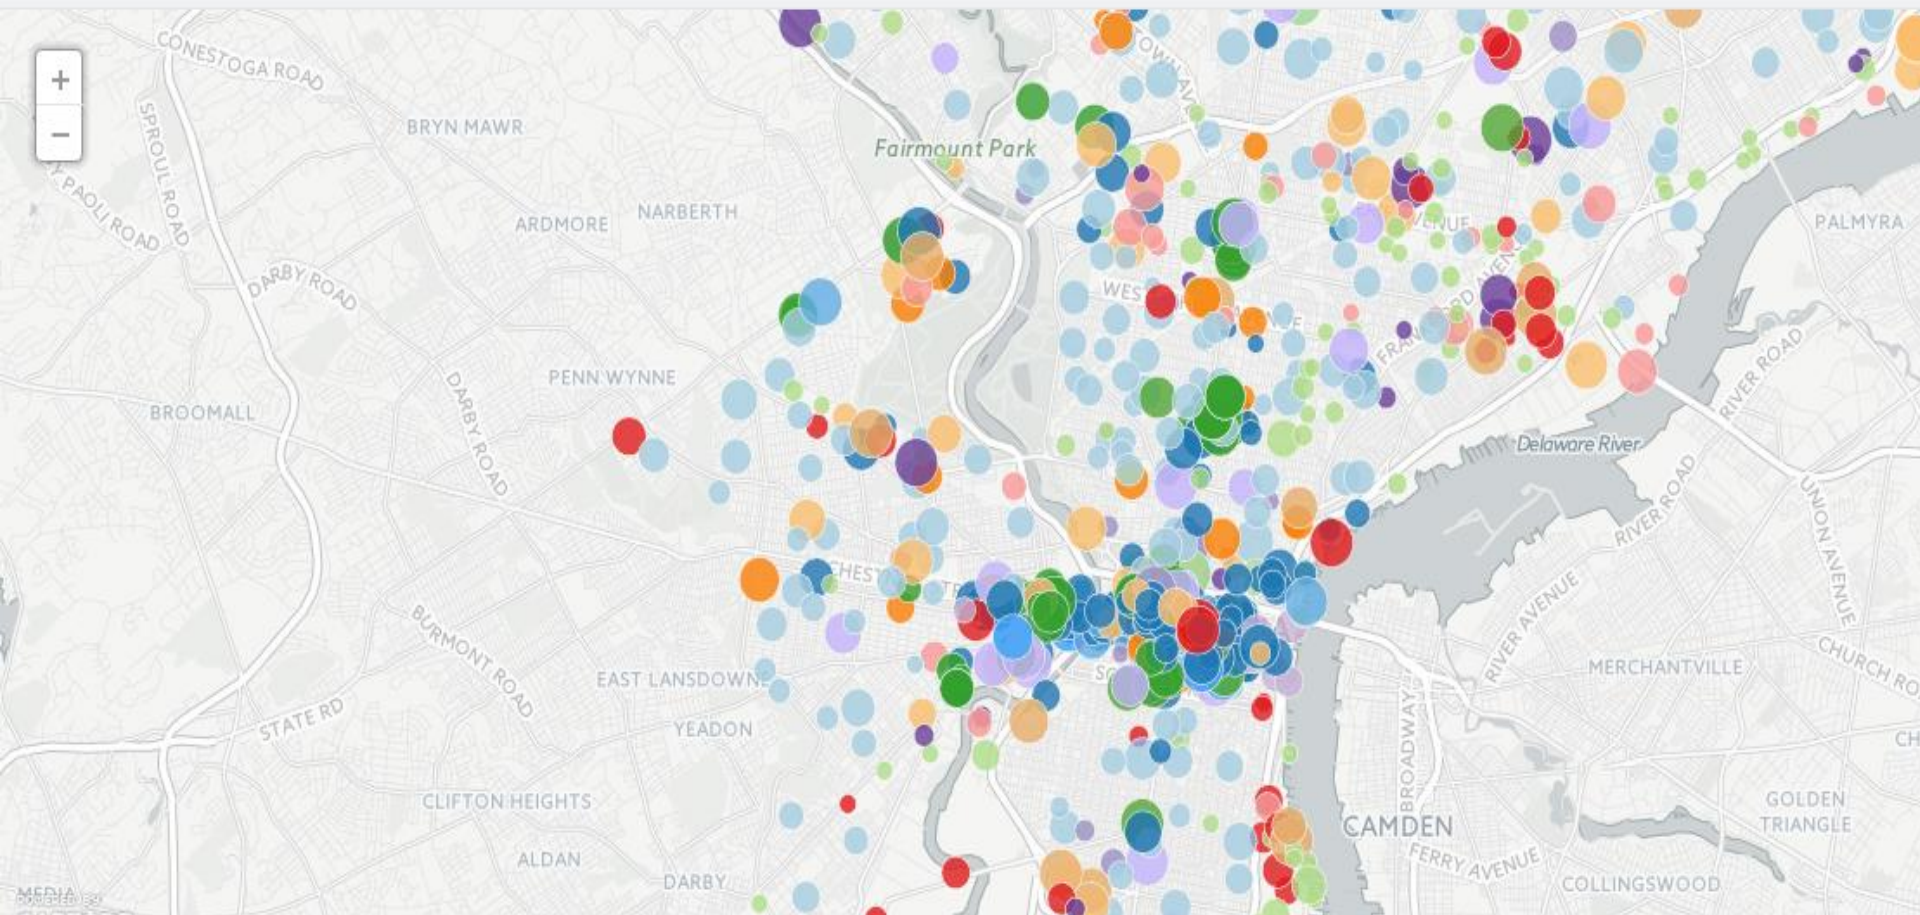 +
−
CONESTOGA ROAD
SPROUL ROAD
PAOLI ROAD
BRYN MAWR
Fairmount Park
ARDMORE
NARBERTH
DARBY ROAD
PALMYRA
PENN WYNNE
BROOMALL
DARBY ROAD
RIVER ROAD
Delaware River
RIVER ROAD
UNION AVENUE
BURMONT ROAD
RIVER AVENUE
EAST LANSDOWNE
MERCHANTVILLE
CHURCH RO
STATE RD
YEADON
BROADWAY
CH
CLIFTON HEIGHTS
GOLDEN
TRIANGLE
CAMDEN
ALDAN
FERRY AVENUE
DARBY
COLLINGSWOOD
MEDIA